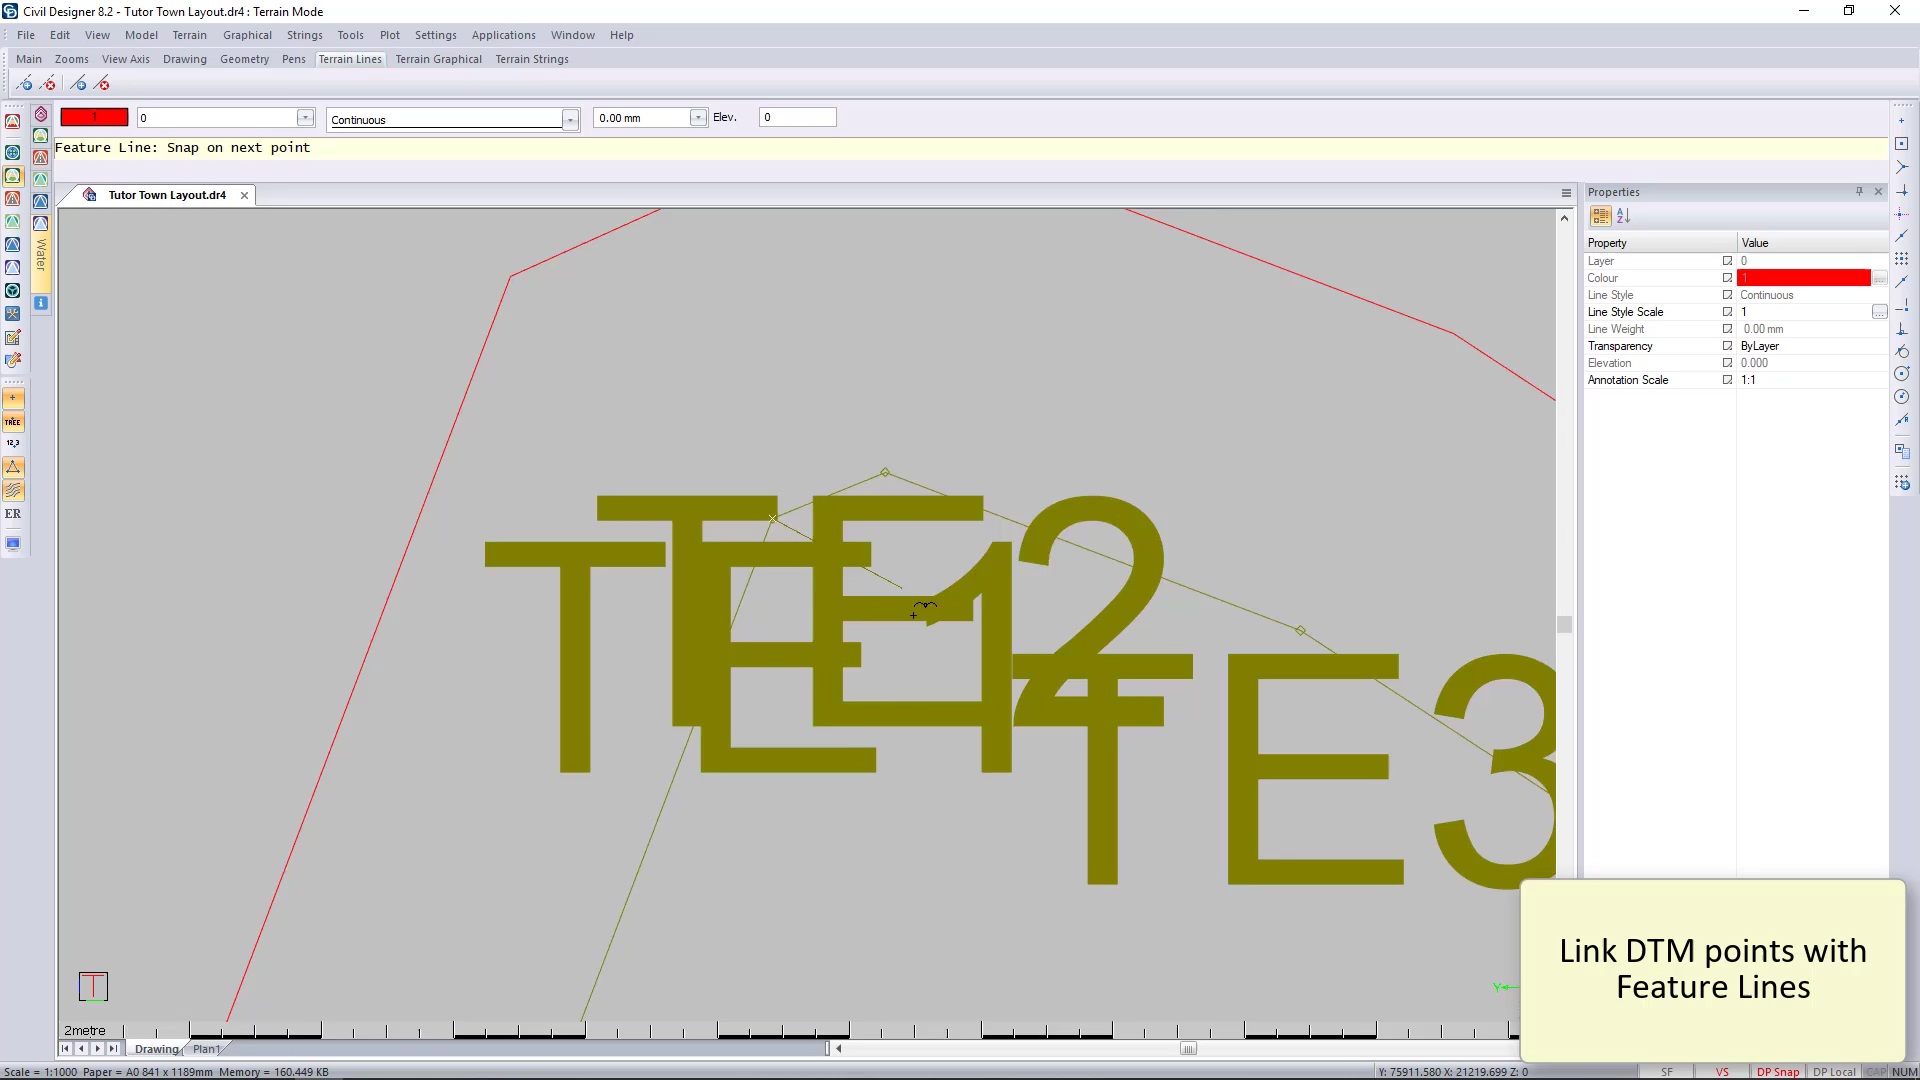 Civil Designer 8.2 - Tutor Town Layout.dr4 : Terrain Mode
File Edit View Model Terrain Graphical Strings Tools Plot Settings Applications Window Help
Main Zooms View Axis Drawing Geometry Pens Terrain Lines Terrain Graphical Terrain Strings
1 0 Continuous 0.00 mm Elev. 0
Feature Line: Snap on next point
Tutor Town Layout.dr4
Properties
Property Value
Layer 0
Colour 1
Line Style Continuous
Line Style Scale 1
Line Weight 0.00 mm
Transparency ByLayer
Elevation 0.000
Annotation Scale 1:1
Water
TREE
12,3
ER
TE1
TE2
TE3
Y
Link DTM points with
Feature Lines
2metre
Drawing Plan1
Scale = 1:1000 Paper = A0 841 x 1189mm Memory = 160.449 KB
Y: 75911.580 X: 21219.699 Z: 0
SF VS DP Snap DP Local CAP NUM